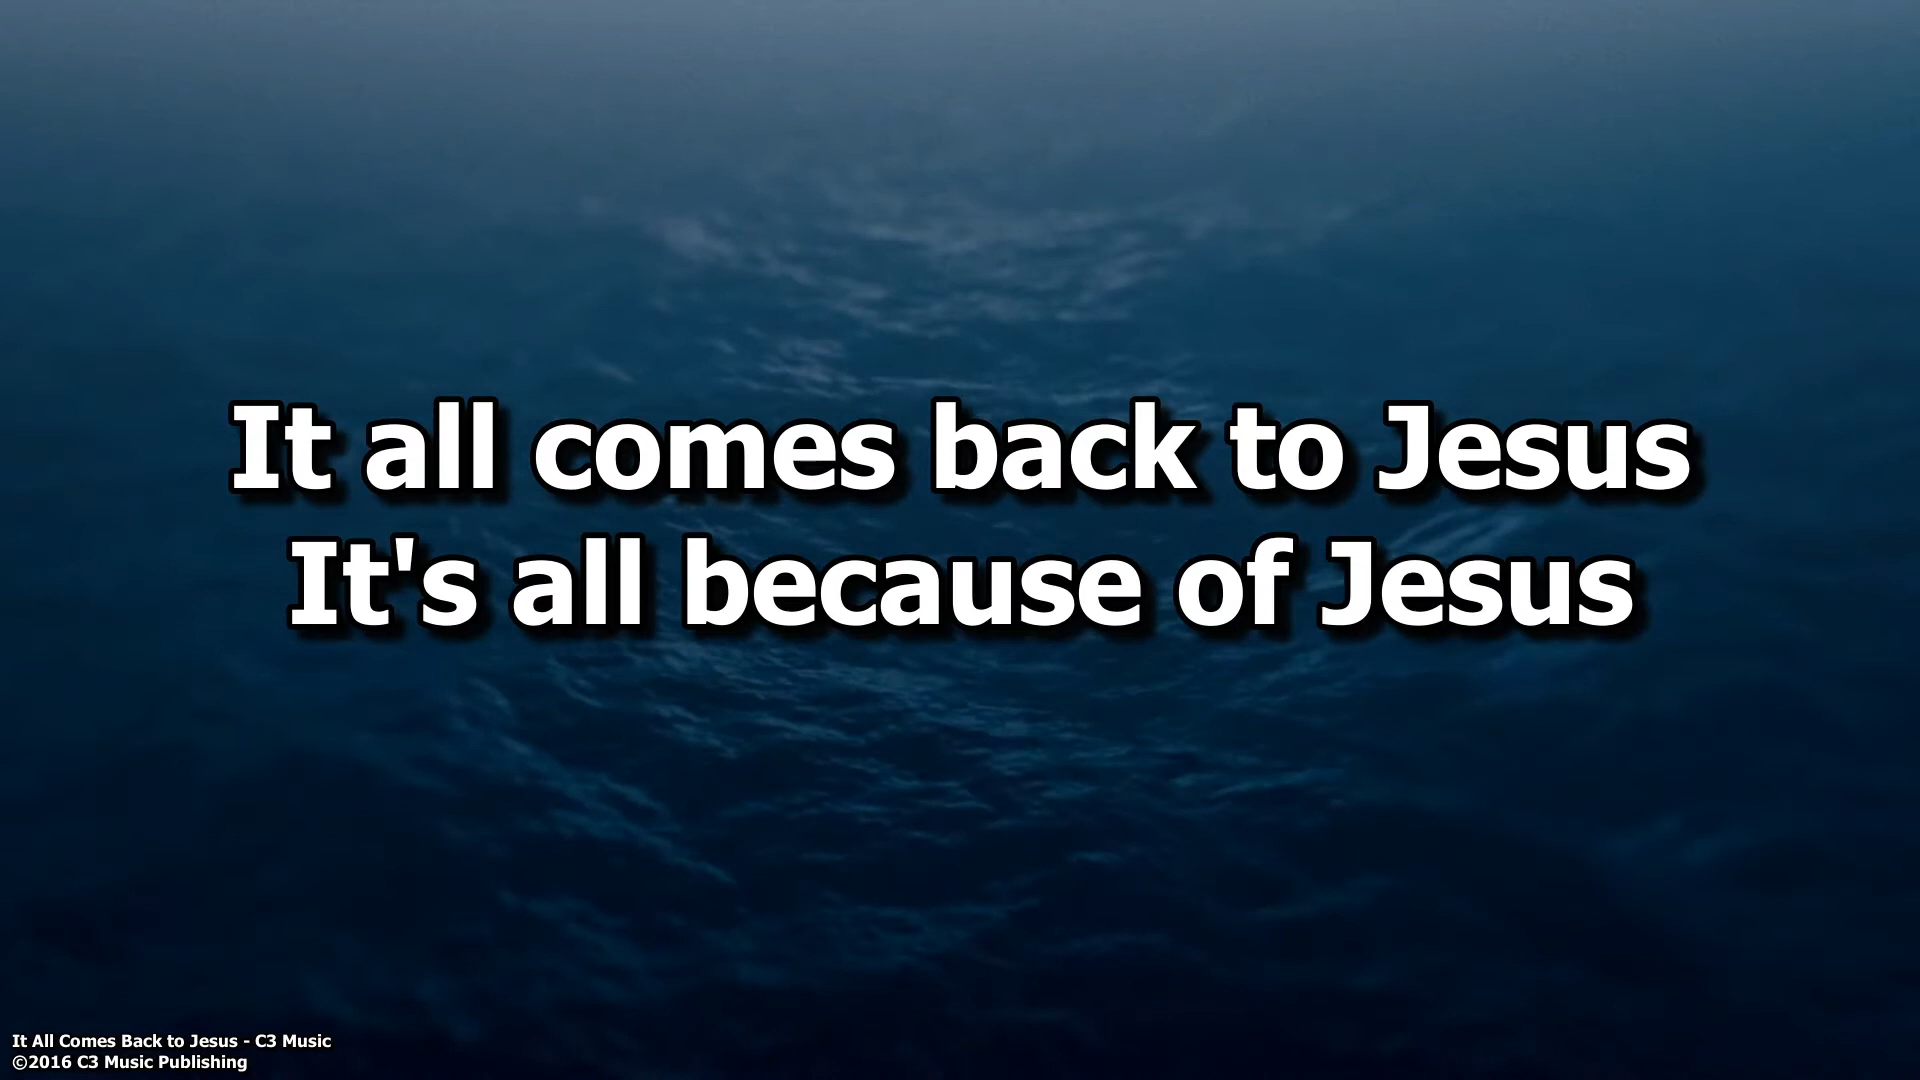 It all comes back to Jesus
It's all because of Jesus
It All Comes Back to Jesus - C3 Music
©2016 C3 Music Publishing